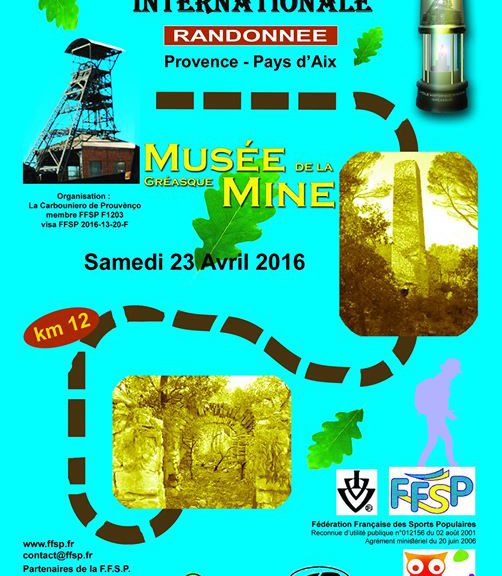 INTERNATIONALE
RANDONNEE
Provence - Pays d'Aix
MUSÉE DE LA
GRÉASQUE MINE
Organisation :
La Carbouniero de Prouvènço
membre FFSP F1203
visa FFSP 2016-13-20-F
Samedi 23 Avril 2016
km 12
IVV
FFSP
Fédération Française des Sports Populaires
Reconnue d'utilité publique n°012156 du 02 août 2001
Agrément ministériel du 20 juin 2006
www.ffsp.fr
contact@ffsp.fr
Partenaires de la F.F.S.P.